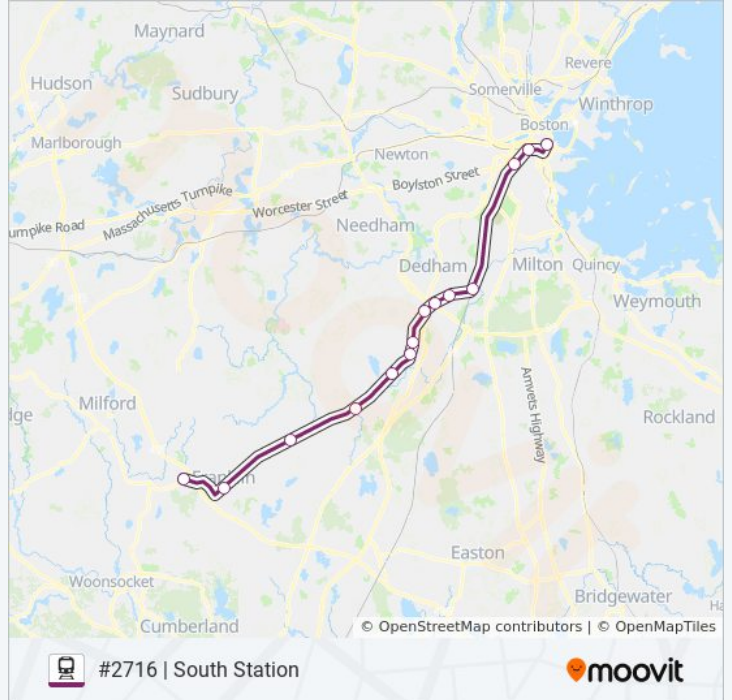 Maynard
Revere
Hudson
Sudbury
Somerville
Winthrop
Boston
Marlborough
Newton
Boylston Street
Massachusetts Turnpike
Worcester Street
umpike Road
Needham
Dedham
Milton
Quincy
Weymouth
Amvets Highway
dge
Milford
Rockland
Franklin
Easton
Woonsocket
Bridgewater
Ha
Cumberland
© OpenStreetMap contributors | © OpenMapTiles
#2716 | South Station
moovit